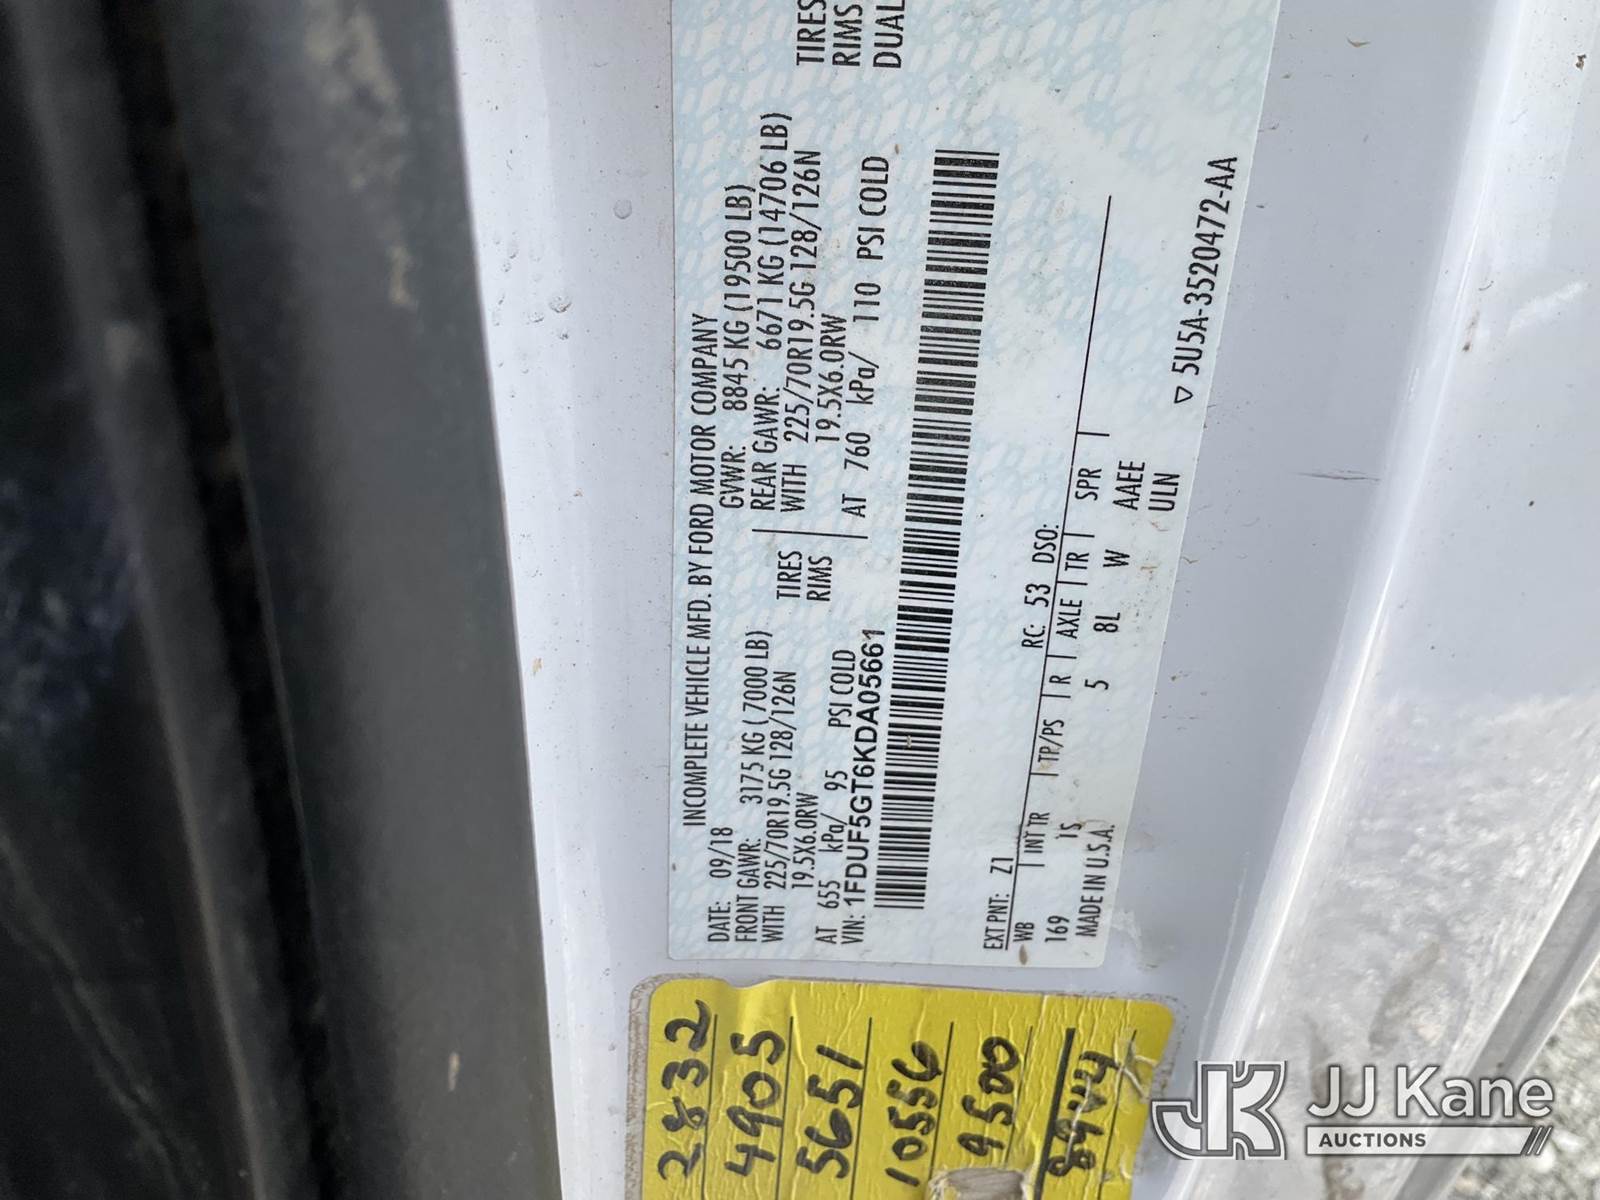 INCOMPLETE VEHICLE MFD. BY FORD MOTOR COMPANY
DATE: 09/18 GVWR: 8845 KG (19500 LB)
FRONT GAWR: 3175 KG ( 7000 LB) REAR GAWR: 6671 KG (14706 LB)
WITH 225/70R19.5G 128/126N TIRES WITH 225/70R19.5G 128/126N TIRES
19.5X6.0RW RIMS 19.5X6.0RW RIMS
AT 655 kPa/ 95 PSI COLD AT 760 kPa/ 110 PSI COLD DUAL
VIN: 1FDUF5GT6KDA05661
EXT PNT: Z1 RC: 53 DSO:
WB INT TR TP/PS R AXLE TR SPR
169 1S 5 8L W AAEE
MADE IN U.S.A. ULN
5U5A-3520472-AA
2832
4905
5651
10556
9500
JK JJ Kane
AUCTIONS